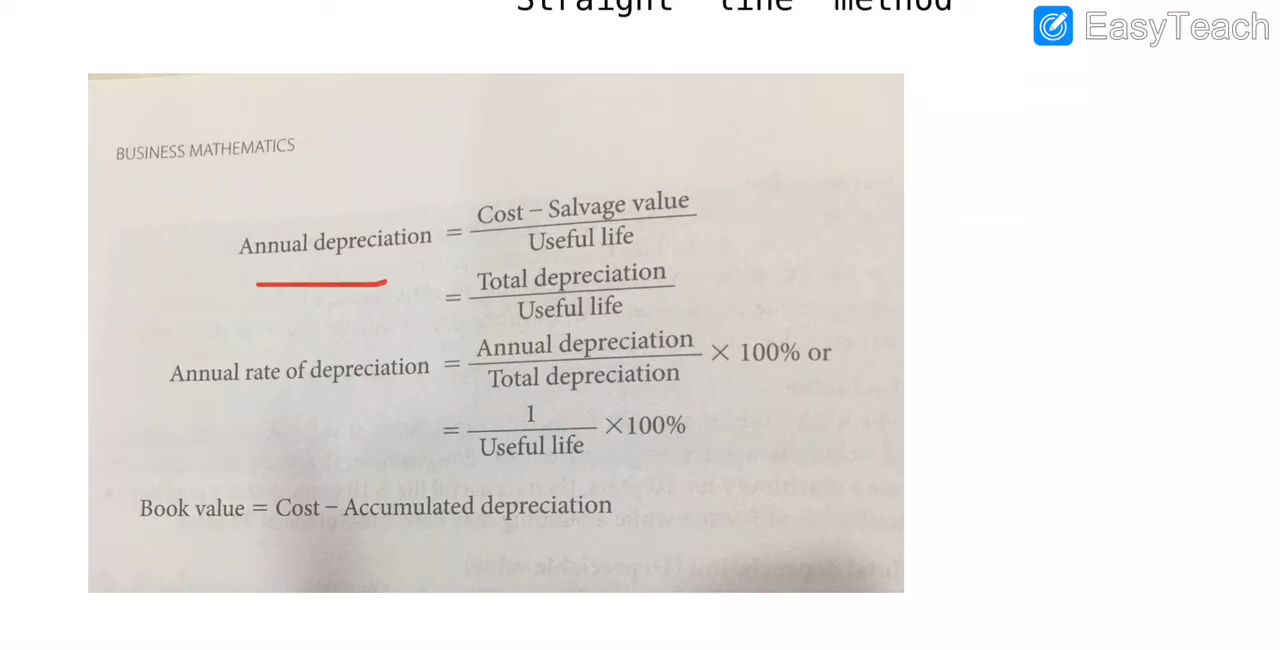 Straight line method
EasyTeach
BUSINESS MATHEMATICS
Annual depreciation = Cost – Salvage value / Useful life
= Total depreciation / Useful life
Annual rate of depreciation = Annual depreciation / Total depreciation × 100% or
= 1 / Useful life ×100%
Book value = Cost – Accumulated depreciation